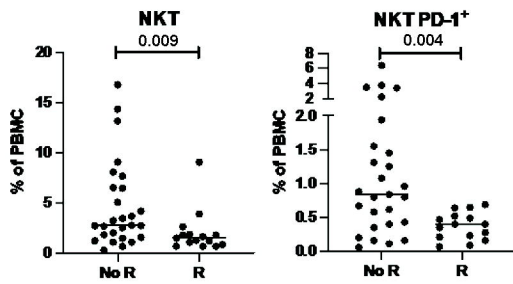 NKT
0.009
% of PBMC
20
15
10
5
0
No R
R
NKT PD-1⁺
0.004
% of PBMC
8
6
4
2
2.0
1.5
1.0
0.5
0.0
No R
R